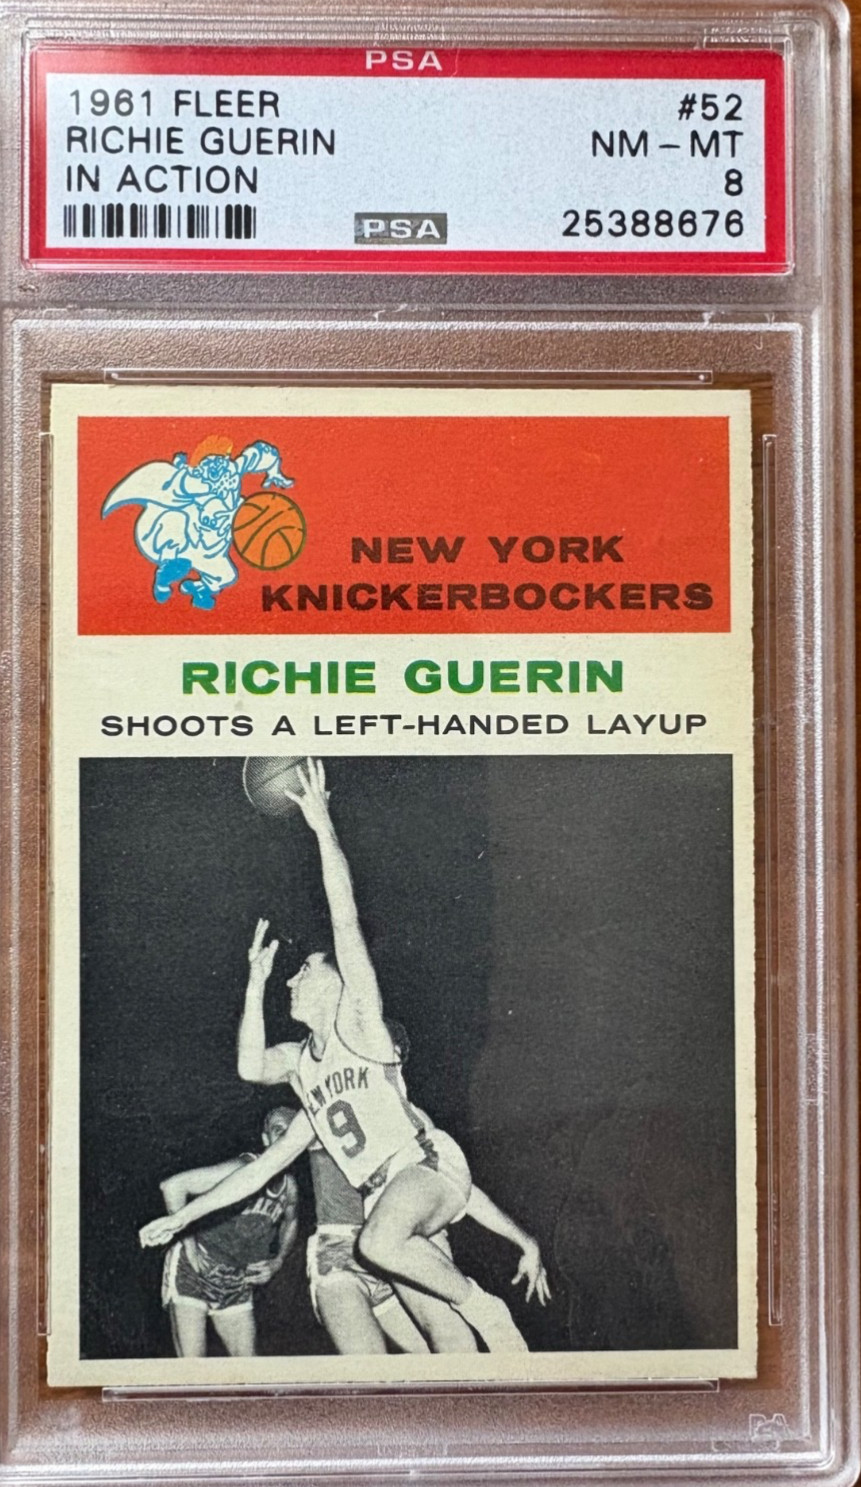 PSA
1961 FLEER #52
RICHIE GUERIN NM - MT
IN ACTION 8
PSA 25388676
NEW YORK
KNICKERBOCKERS
RICHIE GUERIN
SHOOTS A LEFT-HANDED LAYUP
EW YORK
9